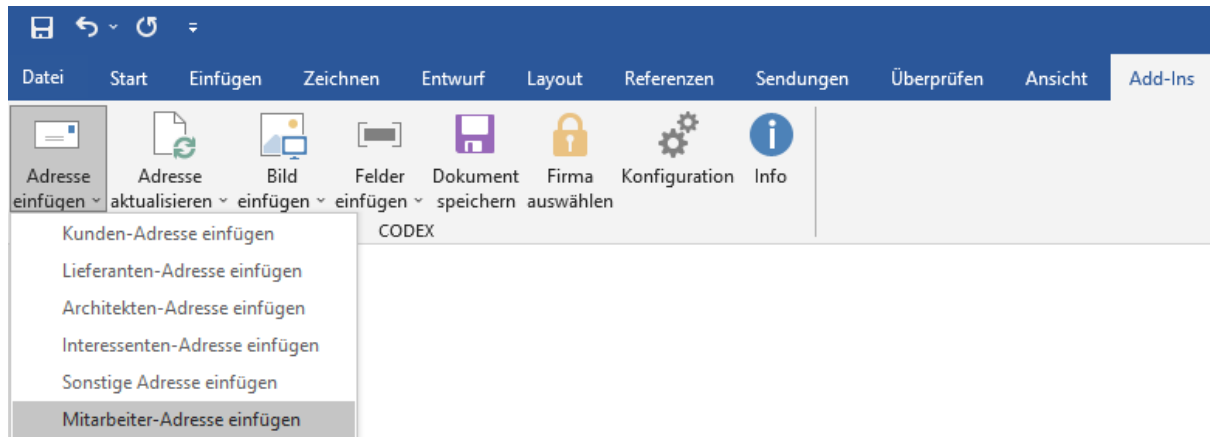 Datei Start Einfügen Zeichnen Entwurf Layout Referenzen Sendungen Überprüfen Ansicht Add-Ins
Adresse Adresse Bild Felder Dokument Firma Konfiguration Info
einfügen aktualisieren einfügen einfügen speichern auswählen
CODEX
Kunden-Adresse einfügen
Lieferanten-Adresse einfügen
Architekten-Adresse einfügen
Interessenten-Adresse einfügen
Sonstige Adresse einfügen
Mitarbeiter-Adresse einfügen